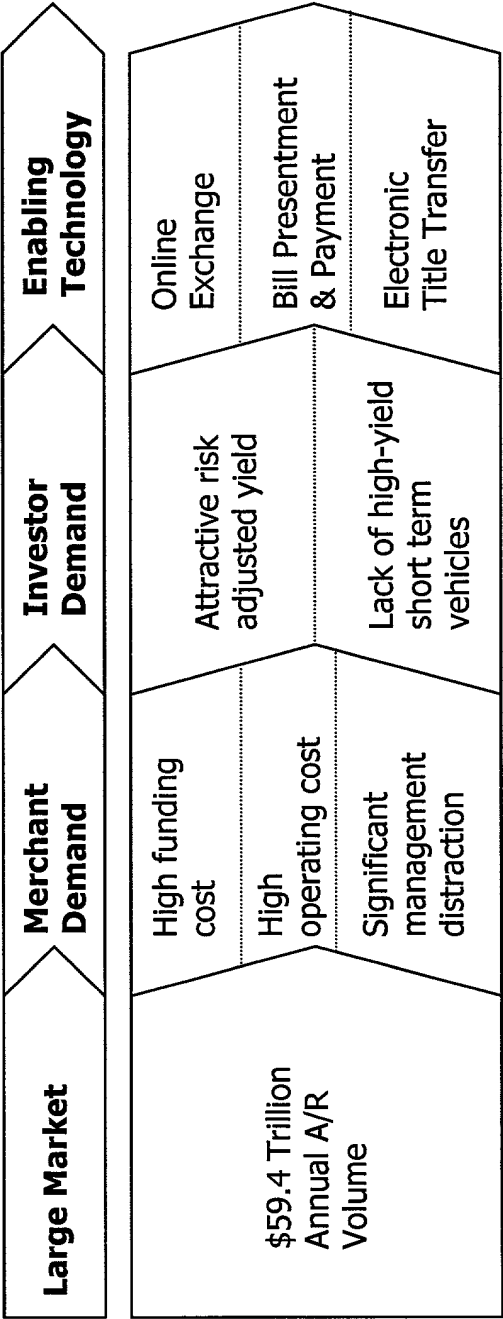 Large Market
Merchant
Demand
Investor
Demand
Enabling
Technology
$59.4 Trillion
Annual A/R
Volume
High funding
cost
High
operating cost
Significant
management
distraction
Attractive risk
adjusted yield
Lack of high-yield
short term
vehicles
Online
Exchange
Bill Presentment
& Payment
Electronic
Title Transfer